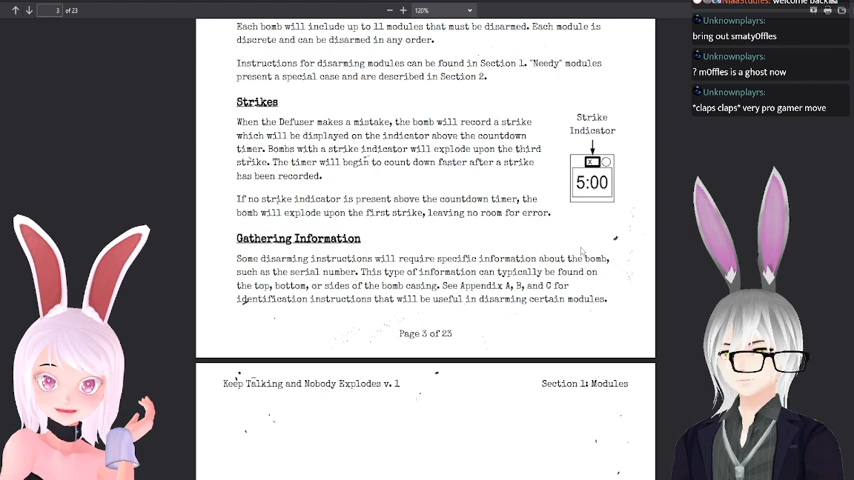 3 of 23
120%
welcome back
Unknownplayrs:
bring out smaty0ffles
Unknownplayrs:
? m0ffles is a ghost now
Unknownplayrs:
*claps claps* very pro gamer move
Each bomb will include up to 11 modules that must be disarmed. Each module is
discrete and can be disarmed in any order.
Instructions for disarming modules can be found in Section 1. "Needy" modules
present a special case and are described in Section 2.
Strikes
When the Defuser makes a mistake, the bomb will record a strike
which will be displayed on the indicator above the countdown
timer. Bombs with a strike indicator will explode upon the third
strike. The timer will begin to count down faster after a strike
has been recorded.
Strike
Indicator
X
5:00
If no strike indicator is present above the countdown timer, the
bomb will explode upon the first strike, leaving no room for error.
Gathering Information
Some disarming instructions will require specific information about the bomb,
such as the serial number. This type of information can typically be found on
the top, bottom, or sides of the bomb casing. See Appendix A, B, and C for
identification instructions that will be useful in disarming certain modules.
Page 3 of 23
Keep Talking and Nobody Explodes v. 1
Section 1: Modules